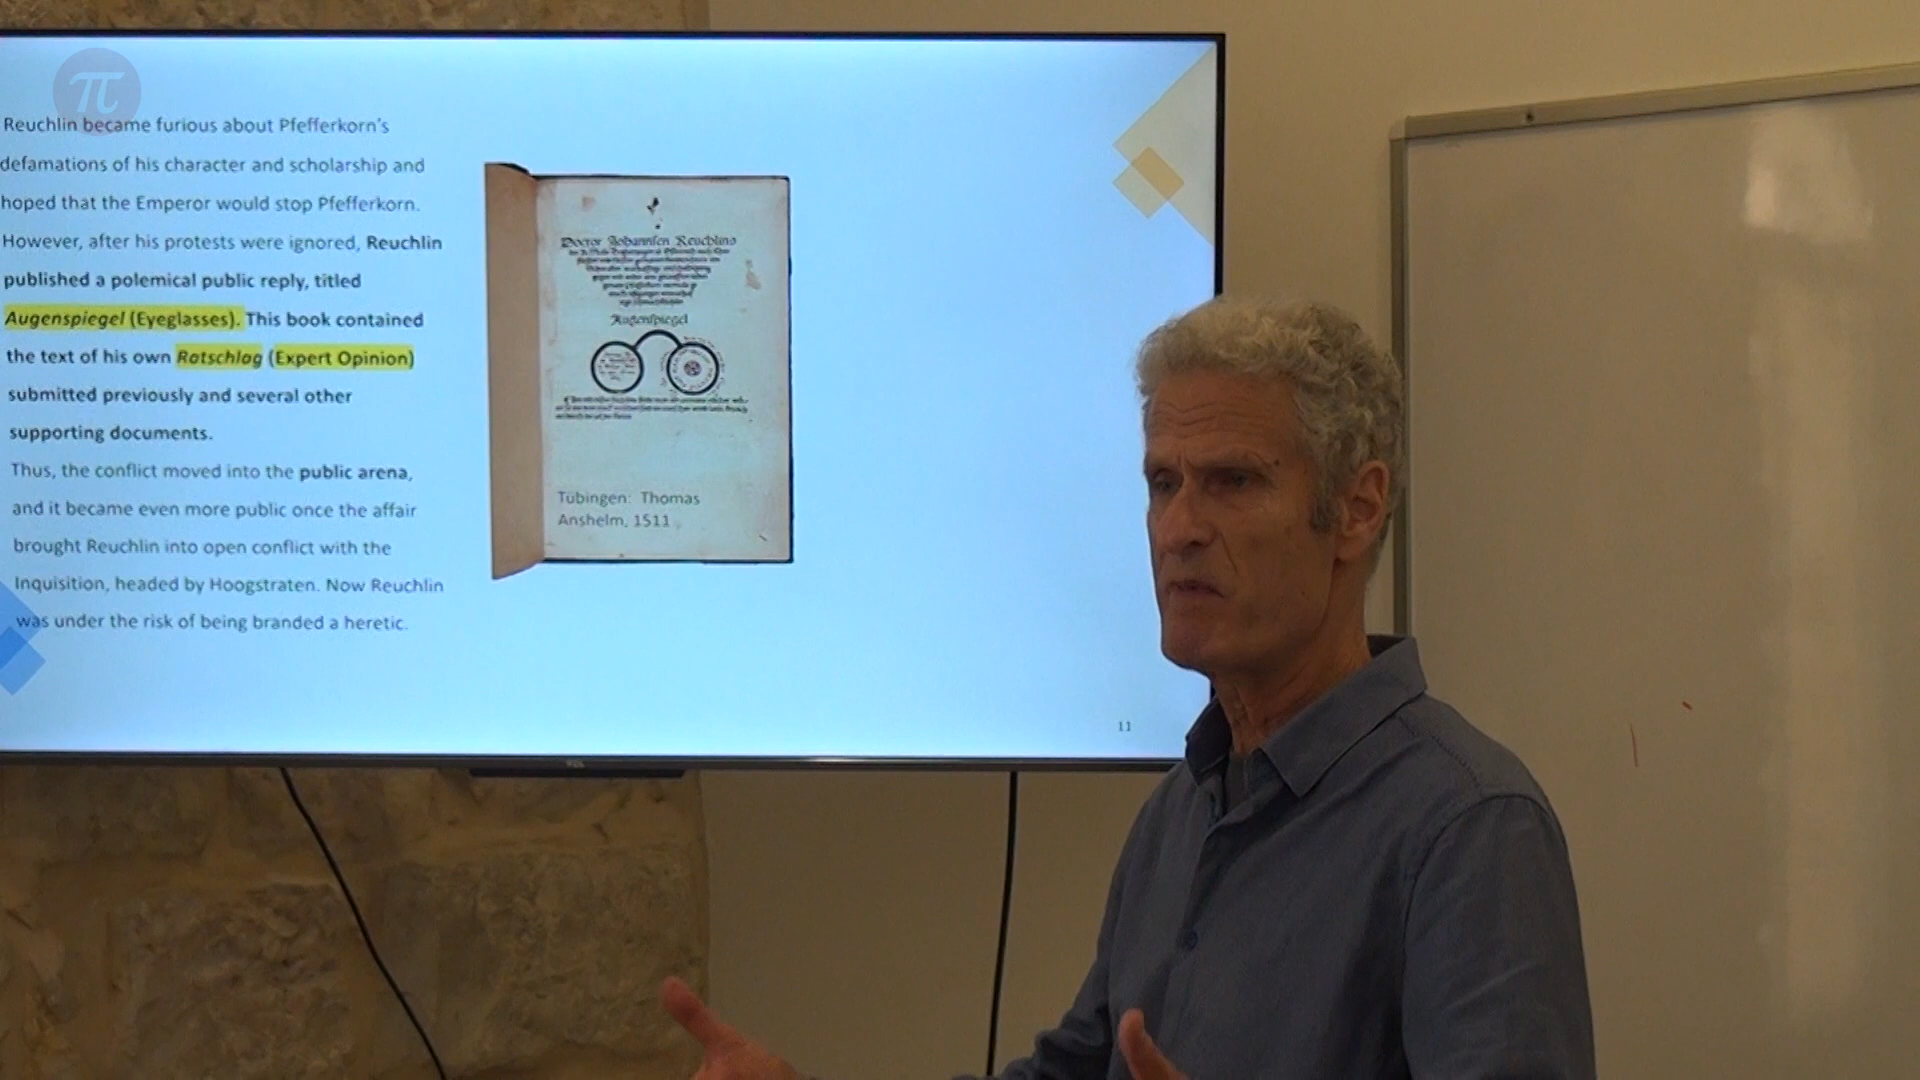 π
Reuchlin became furious about Pfefferkorn's
defamations of his character and scholarship and
hoped that the Emperor would stop Pfefferkorn.
However, after his protests were ignored, Reuchlin
published a polemical public reply, titled
Augenspiegel (Eyeglasses). This book contained
the text of his own Ratschlag (Expert Opinion)
submitted previously and several other
supporting documents.
Thus, the conflict moved into the public arena,
and it became even more public once the affair
brought Reuchlin into open conflict with the
Inquisition, headed by Hoogstraten. Now Reuchlin
was under the risk of being branded a heretic.
Doctor Johannsen Reuchlins
Augenspiegel
Tübingen: Thomas
Anshelm, 1511
11
TCL